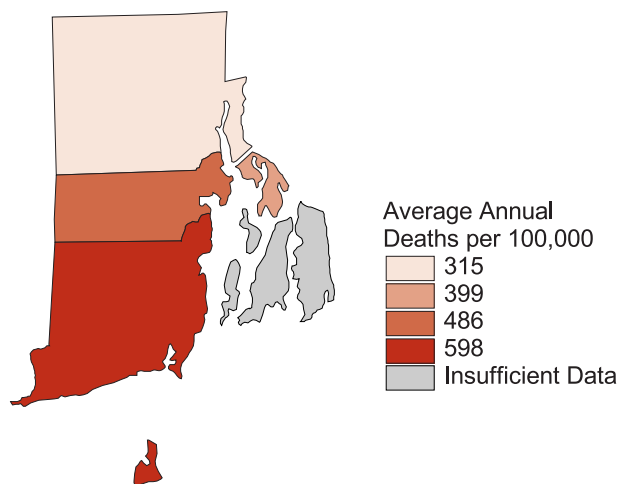 Average Annual
Deaths per 100,000
315
399
486
598
Insufficient Data